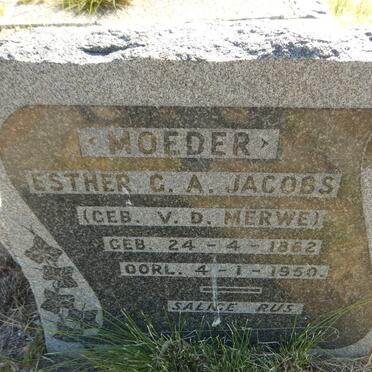 MOEDER
ESTHER C. A. JACOBS
(GEB. V. D. MERWE)
GEB. 24-4-1862
OORL. 4-1-1950.
SALIGE RUS